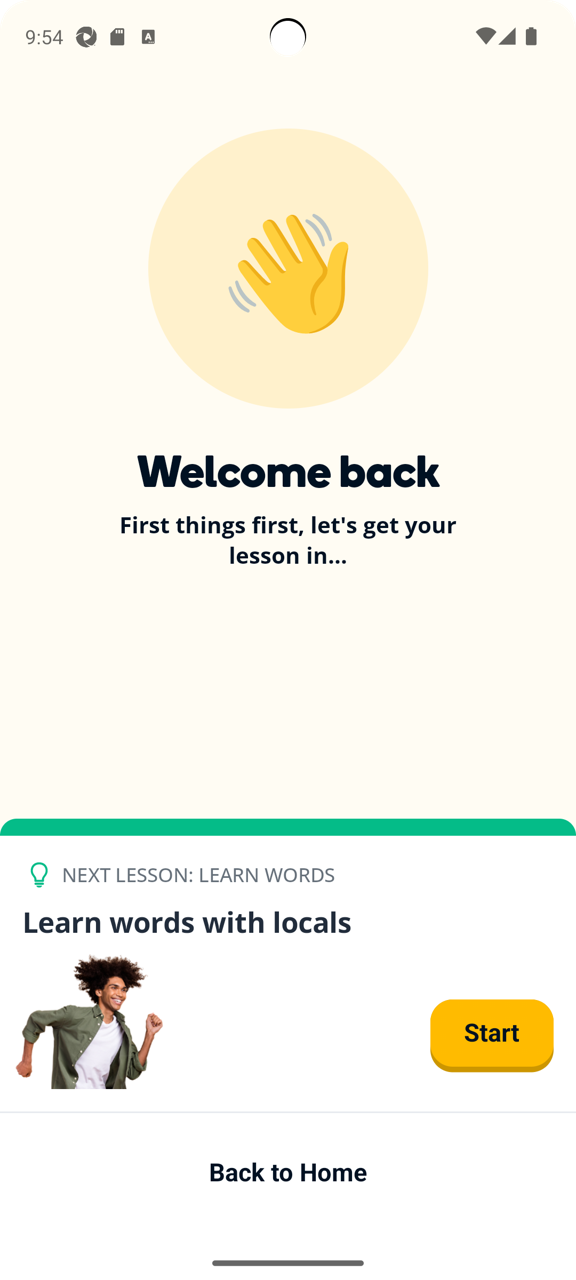 9:54
Welcome back
First things first, let's get your
lesson in...
NEXT LESSON: LEARN WORDS
Learn words with locals
Start
Back to Home